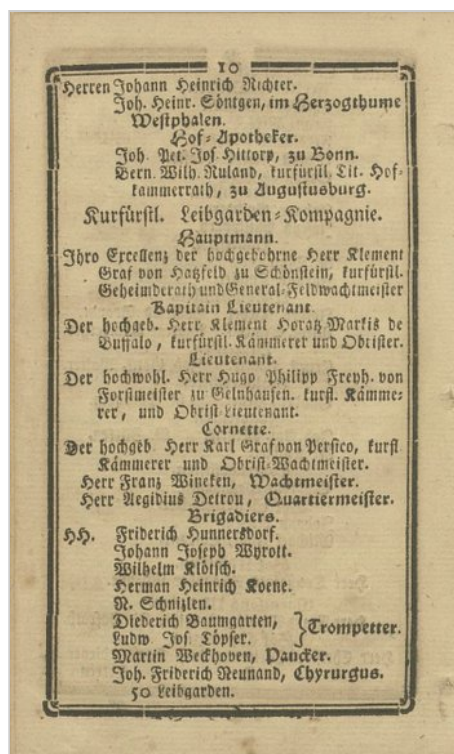 10
Herren Johann Heinrich Richter.
Joh. Heinr. Söntgen, im Herzogthume
Westphalen.
Hof-Apotheker.
Joh. Pet. Jos. Hittorp, zu Bonn.
Bern. Wilh. Ruland, kurfürstl. Tit. Hof-
kammerrath, zu Augustusburg.
Kurfürstl. Leibgarden-Kompagnie.
Hauptmann.
Ihro Excellenz der hochgebohrne Herr Klement
Graf von Hatzfeld zu Schönstein, kurfürstl.
Geheimderath und General-Feldwachtmeister
Kapitain Lieutenant.
Der hochgeb. Herr Klement Horatz Markis de
Buffalo, kurfürstl. Kämmerer und Obrister.
Lieutenant.
Der hochwohl. Herr Hugo Philipp Freyh. von
Forstmeister zu Gelnhausen. kurfl. Kämme-
rer, und Obrist Lieutenant.
Cornette.
Der hochgeb Herr Karl Graf von Persico, kurfl
Kämmerer und Obrist-Wachtmeister.
Herr Franz Wincken, Wachtmeister.
Herr Aegidius Detrou, Quartiermeister.
Brigadiers.
HH. Friderich Hunnersdorf.
Johann Joseph Wyrott.
Wilhelm Klötsch.
Herman Heinrich Koene.
N. Schnizlen.
Diederich Baumgarten,
Ludw. Jos. Töpfer. } Trompetter.
Martin Weckhoven, Paucker.
Joh. Friderich Neunand, Chyrurgus.
50 Leibgarden.